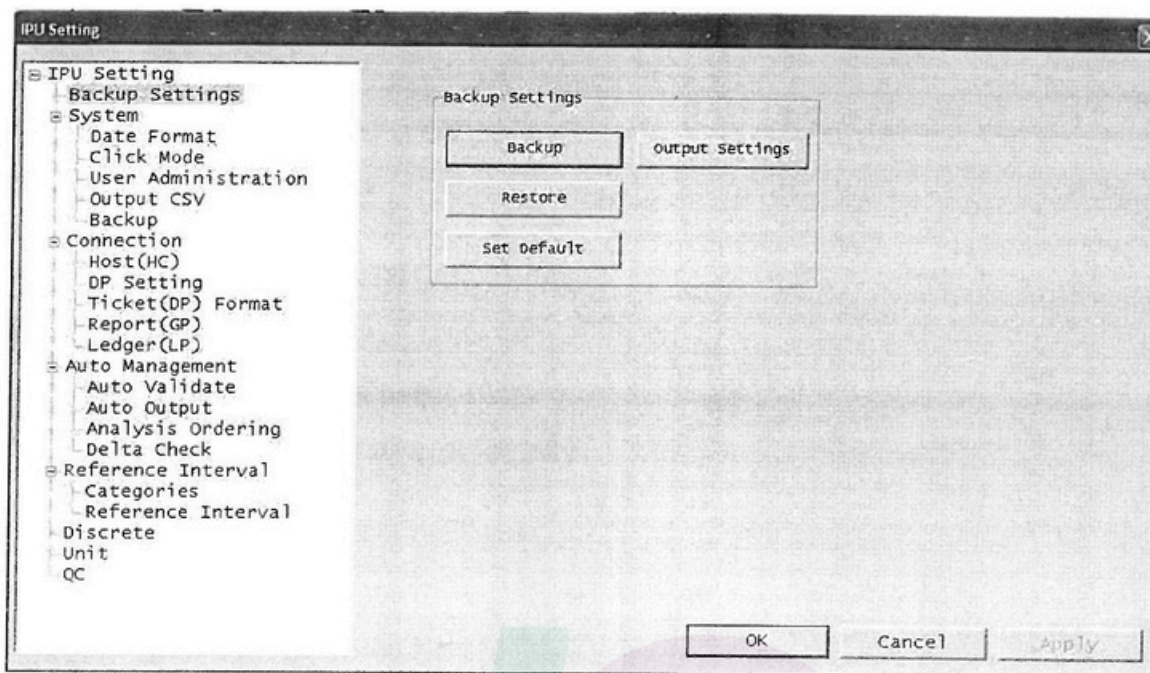 IPU Setting
IPU Setting
Backup Settings
System
Date Format
Click Mode
User Administration
Output CSV
Backup
Connection
Host(HC)
DP Setting
Ticket(DP) Format
Report(GP)
Ledger(LP)
Auto Management
Auto Validate
Auto Output
Analysis Ordering
Delta Check
Reference Interval
Categories
Reference Interval
Discrete
Unit
QC
Backup Settings
Backup
Output Settings
Restore
Set Default
OK
Cancel
Apply